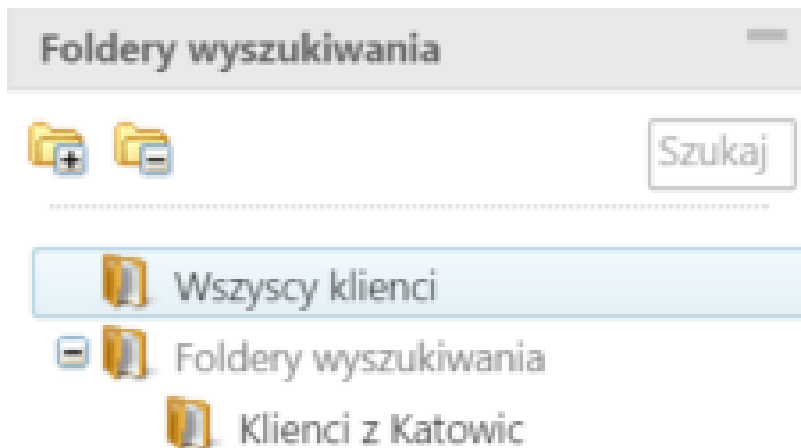 Foldery wyszukiwania
Szukaj
Wszyscy klienci
Foldery wyszukiwania
Klienci z Katowic